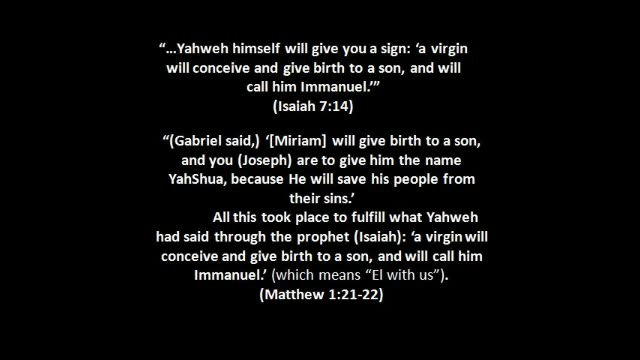 “…Yahweh himself will give you a sign: ‘a virgin
will conceive and give birth to a son, and will
call him Immanuel.’”
(Isaiah 7:14)
“(Gabriel said,) ‘[Miriam] will give birth to a son,
and you (Joseph) are to give him the name
YahShua, because He will save his people from
their sins.’
All this took place to fulfill what Yahweh
had said through the prophet (Isaiah): ‘a virgin will
conceive and give birth to a son, and will call him
Immanuel.’ (which means “El with us”).
(Matthew 1:21-22)